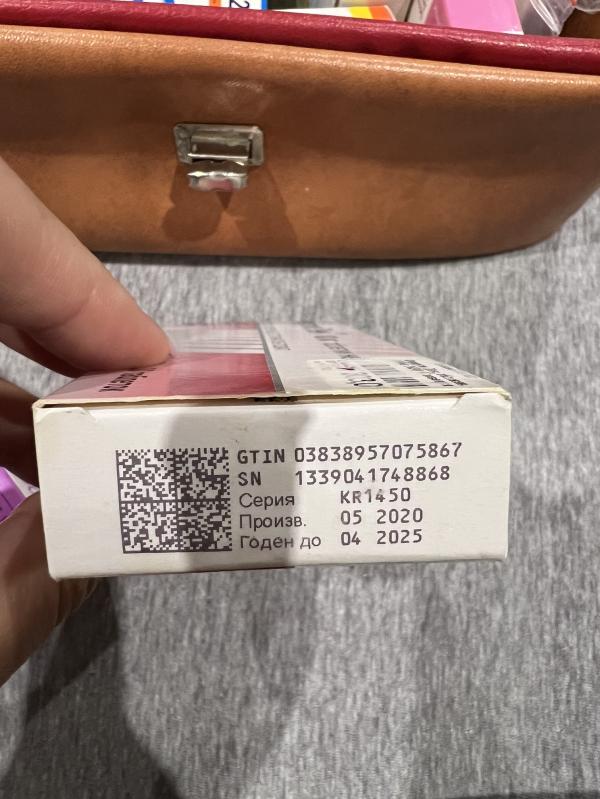 GTIN 03838957075867
SN 1339041748868
Серия KR1450
Произв. 05 2020
Годен до 04 2025